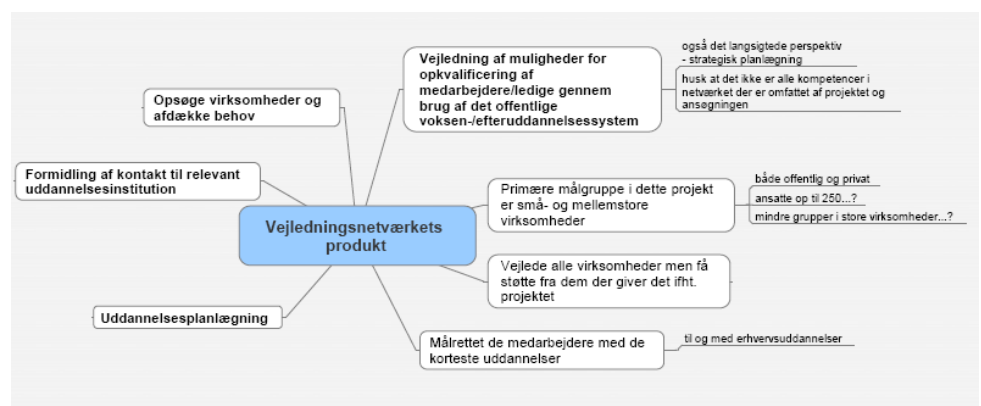 Vejledning af muligheder for
opkvalificering af
medarbejdere/ledige gennem
brug af det offentlige
voksen-/efteruddannelsessystem
også det langsigtede perspektiv
- strategisk planlægning
husk at det ikke er alle kompetencer i
netværket der er omfattet af projektet og
ansøgningen
Opsøge virksomheder og
afdække behov
Formidling af kontakt til relevant
uddannelsesinstitution
Primære målgruppe i dette projekt
er små- og mellemstore
virksomheder
både offentlig og privat
ansatte op til 250...?
mindre grupper i store virksomheder...?
Vejledningsnetværkets
produkt
Vejlede alle virksomheder men få
støtte fra dem der giver det ifht.
projektet
Uddannelsesplanlægning
Målrettet de medarbejdere med de
korteste uddannelser
til og med erhvervsuddannelser